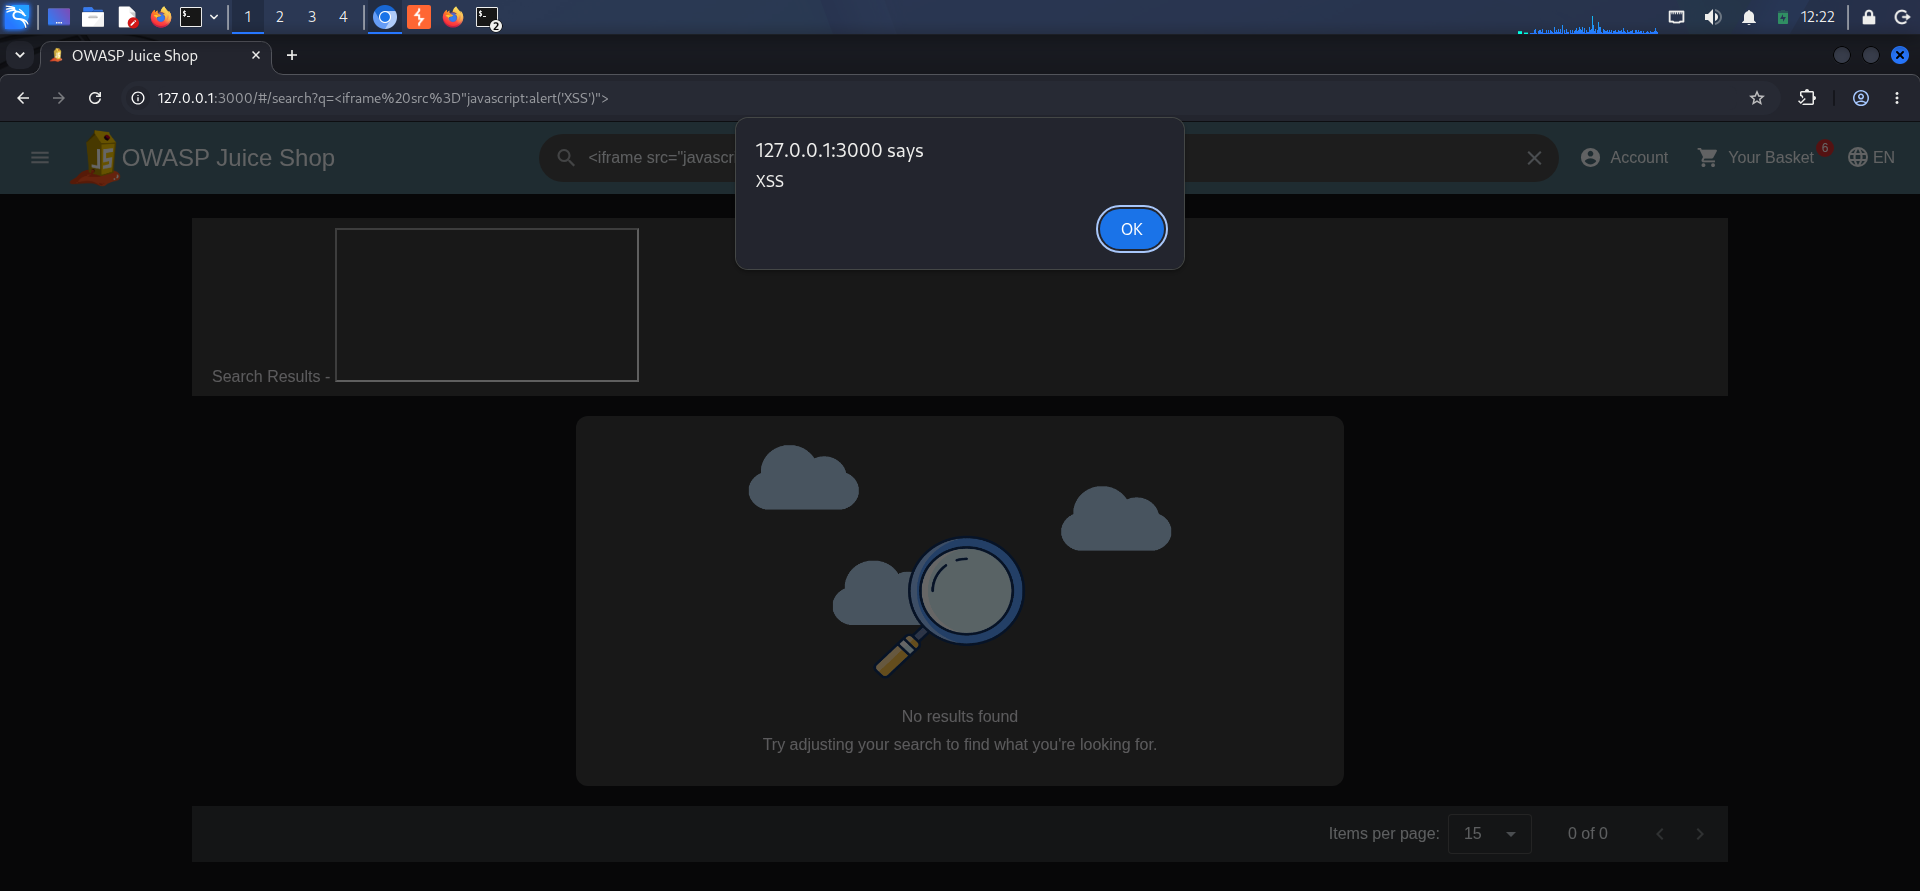 1 2 3 4
2
12:22
OWASP Juice Shop
127.0.0.1:3000/#/search?q=<iframe%20src%3D"javascript:alert('XSS')">
JS
OWASP Juice Shop
<iframe src="javascr
Account
Your Basket
6
EN
127.0.0.1:3000 says
XSS
OK
Search Results -
No results found
Try adjusting your search to find what you're looking for.
Items per page: 15
0 of 0